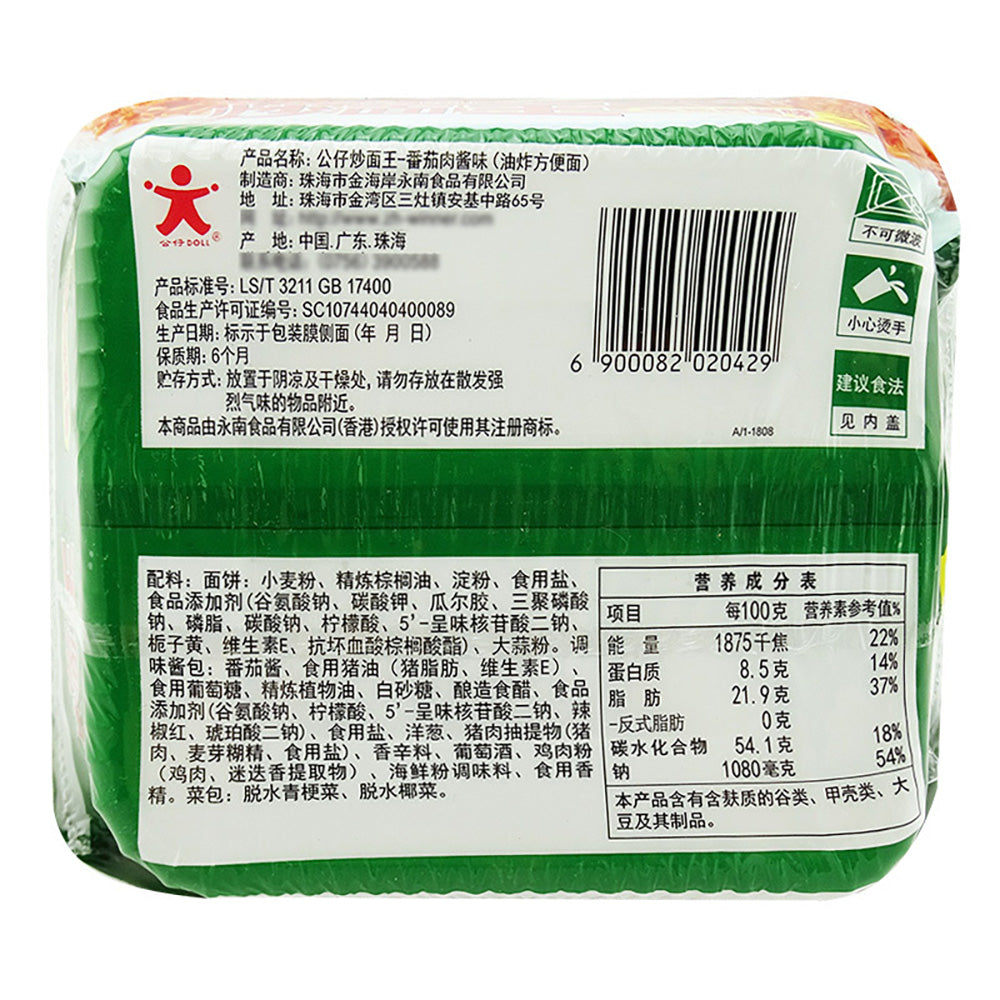 公仔DOLL®
产品名称: 公仔炒面王-番茄肉酱味 (油炸方便面)
制造商: 珠海市金海岸永南食品有限公司
地 址: 珠海市金湾区三灶镇安基中路65号
产 地: 中国.广东.珠海
产品标准号: LS/T 3211 GB 17400
食品生产许可证编号: SC10744040400089
生产日期: 标示于包装膜侧面 (年 月 日)
保质期: 6个月
贮存方式: 放置于阴凉及干燥处, 请勿存放在散发强
烈气味的物品附近。
本商品由永南食品有限公司(香港)授权许可使用其注册商标。
6 900082 020429
A/1-1808
不可微波
小心烫手
建议食法
见内盖
配料: 面饼: 小麦粉、精炼棕榈油、淀粉、食用盐、
食品添加剂(谷氨酸钠、碳酸钾、瓜尔胶、三聚磷酸
钠、磷脂、碳酸钠、柠檬酸、5'-呈味核苷酸二钠、
栀子黄、维生素E、抗坏血酸棕榈酸酯)、大蒜粉。调
味酱包: 番茄酱、食用猪油 (猪脂肪、维生素E)、
食用葡萄糖、精炼植物油、白砂糖、酿造食醋、食品
添加剂(谷氨酸钠、柠檬酸、5'-呈味核苷酸二钠、辣
椒红、琥珀酸二钠)、食用盐、洋葱、猪肉抽提物(猪
肉、麦芽糊精、食用盐)、香辛料、葡萄酒、鸡肉粉
(鸡肉、迷迭香提取物)、海鲜粉调味料、食用香
精。菜包: 脱水青梗菜、脱水椰菜。
营养成分表
项目 每100克 营养素参考值%
能 量 1875千焦 22%
蛋白质 8.5克 14%
脂 肪 21.9克 37%
-反式脂肪 0克
碳水化合物 54.1克 18%
钠 1080毫克 54%
本产品含有含麸质的谷类、甲壳类、大
豆及其制品。